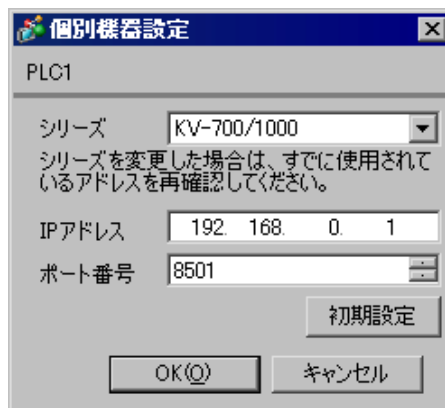 個別機器設定
PLC1
シリーズ KV-700/1000
シリーズを変更した場合は、すでに使用されて
いるアドレスを再確認してください。
IPアドレス 192. 168. 0. 1
ポート番号 8501
初期設定
OK(O) キャンセル